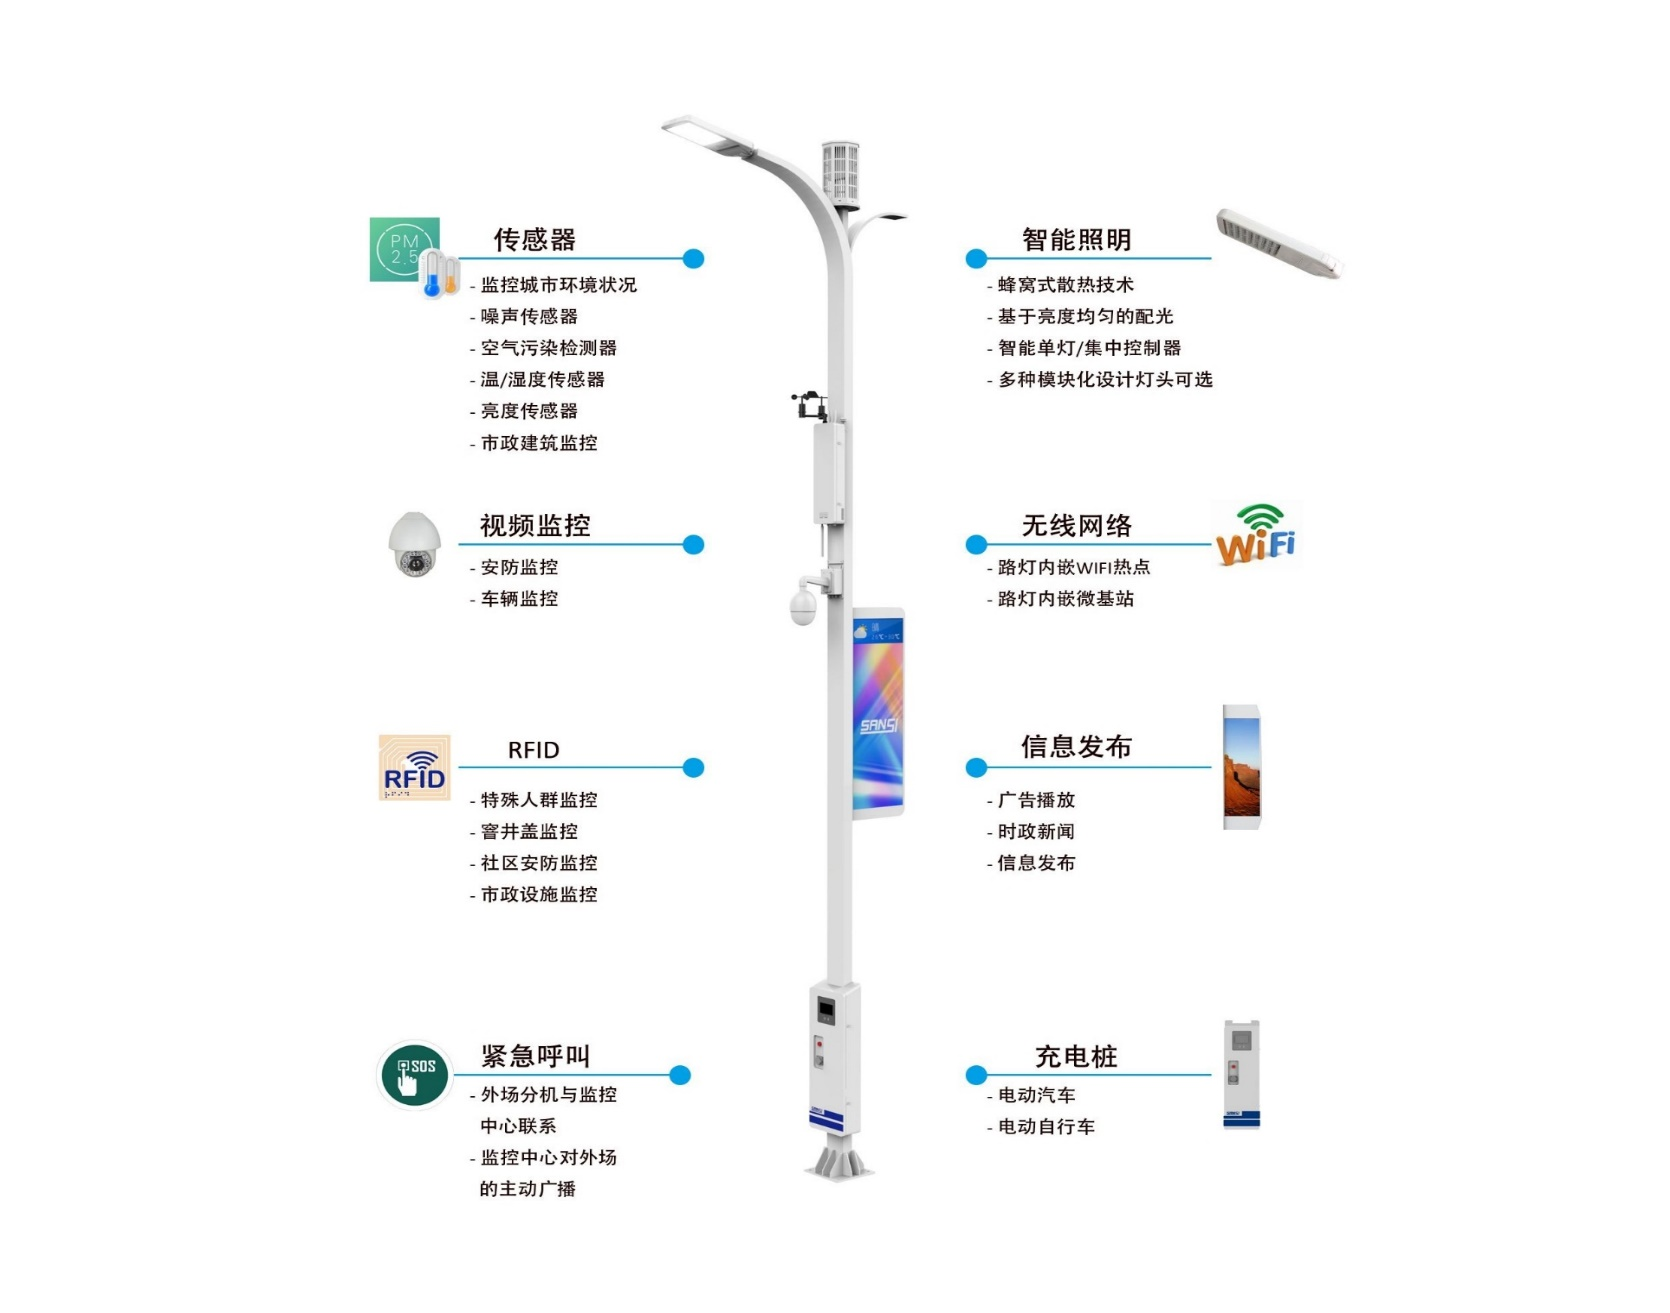 PM
2.5
传感器
- 监控城市环境状况
- 噪声传感器
- 空气污染检测器
- 温/湿度传感器
- 亮度传感器
- 市政建筑监控
视频监控
- 安防监控
- 车辆监控
RFID
RFID
- 特殊人群监控
- 窨井盖监控
- 社区安防监控
- 市政设施监控
SOS
紧急呼叫
- 外场分机与监控
中心联系
- 监控中心对外场
的主动广播
SANSI
智能照明
- 蜂窝式散热技术
- 基于亮度均匀的配光
- 智能单灯/集中控制器
- 多种模块化设计灯头可选
无线网络
WiFi
- 路灯内嵌WIFI热点
- 路灯内嵌微基站
信息发布
- 广告播放
- 时政新闻
- 信息发布
充电桩
- 电动汽车
- 电动自行车